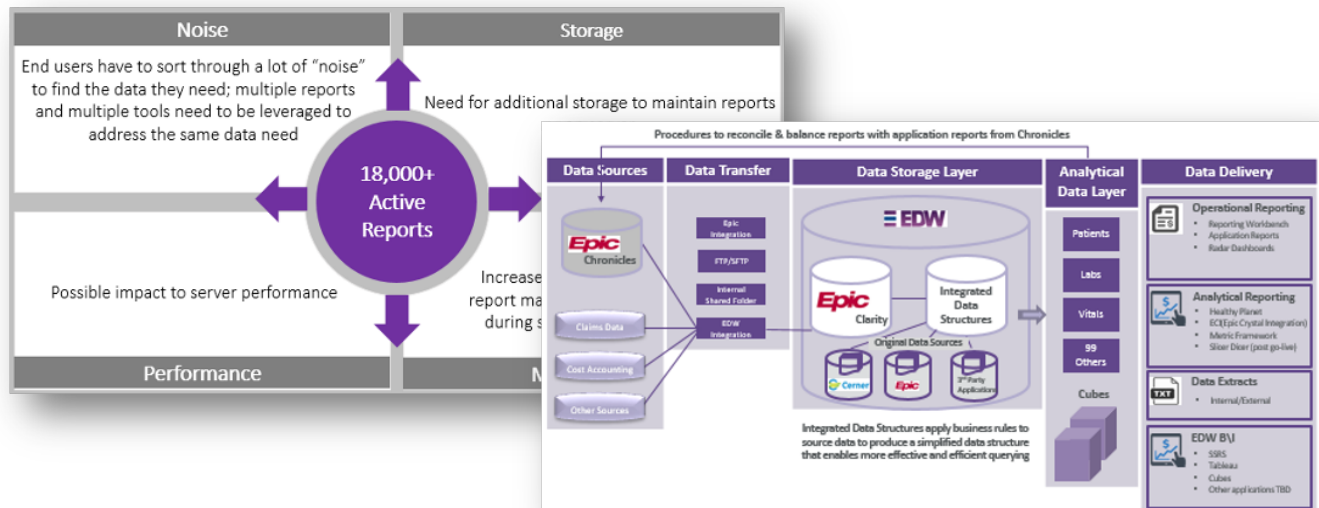 Noise
End users have to sort through a lot of “noise”
to find the data they need; multiple reports
and multiple tools need to be leveraged to
address the same data need
Storage
Need for additional storage to maintain reports
18,000+
Active
Reports
Possible impact to server performance
Performance
Increase
report ma
during s
M
Procedures to reconcile & balance reports with application reports from Chronicles
Data Sources
Epic
Chronicles
Claims Data
Cost Accounting
Other Sources
Data Transfer
Epic
Integration
FTP/SFTP
Internal
Shared Folder
EDW
Integration
Data Storage Layer
EDW
Epic
Clarity
Integrated
Data
Structures
Original Data Sources
Cerner
Epic
3rd Party
Applications
Integrated Data Structures apply business rules to
source data to produce a simplified data structure
that enables more effective and efficient querying
Analytical
Data Layer
Patients
Labs
Vitals
99
Others
Cubes
Data Delivery
Operational Reporting
• Reporting Workbench
• Application Reports
• Radar Dashboards
Analytical Reporting
• Healthy Planet
• ECI(Epic Crystal Integration)
• Metric Framework
• Slicer Dicer (post go-live)
TXT
Data Extracts
• Internal/External
EDW B\I
• SSRS
• Tableau
• Cubes
• Other applications TBD